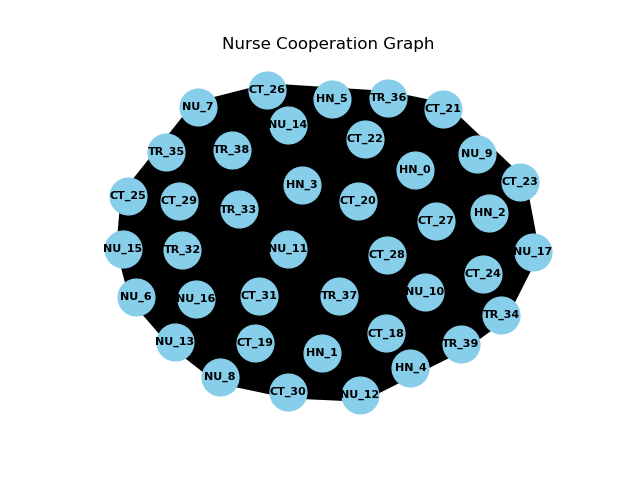 Nurse Cooperation Graph
CT_26
HN_5
TR_36
NU_7
CT_21
NU_14
CT_22
TR_35
TR_38
NU_9
HN_0
CT_23
HN_3
CT_25
CT_29
CT_20
TR_33
HN_2
CT_27
NU_15
TR_32
NU_11
CT_28
NU_17
CT_24
NU_10
NU_6
NU_16
CT_31
TR_37
TR_34
CT_18
NU_13
CT_19
TR_39
HN_1
HN_4
NU_8
CT_30
NU_12